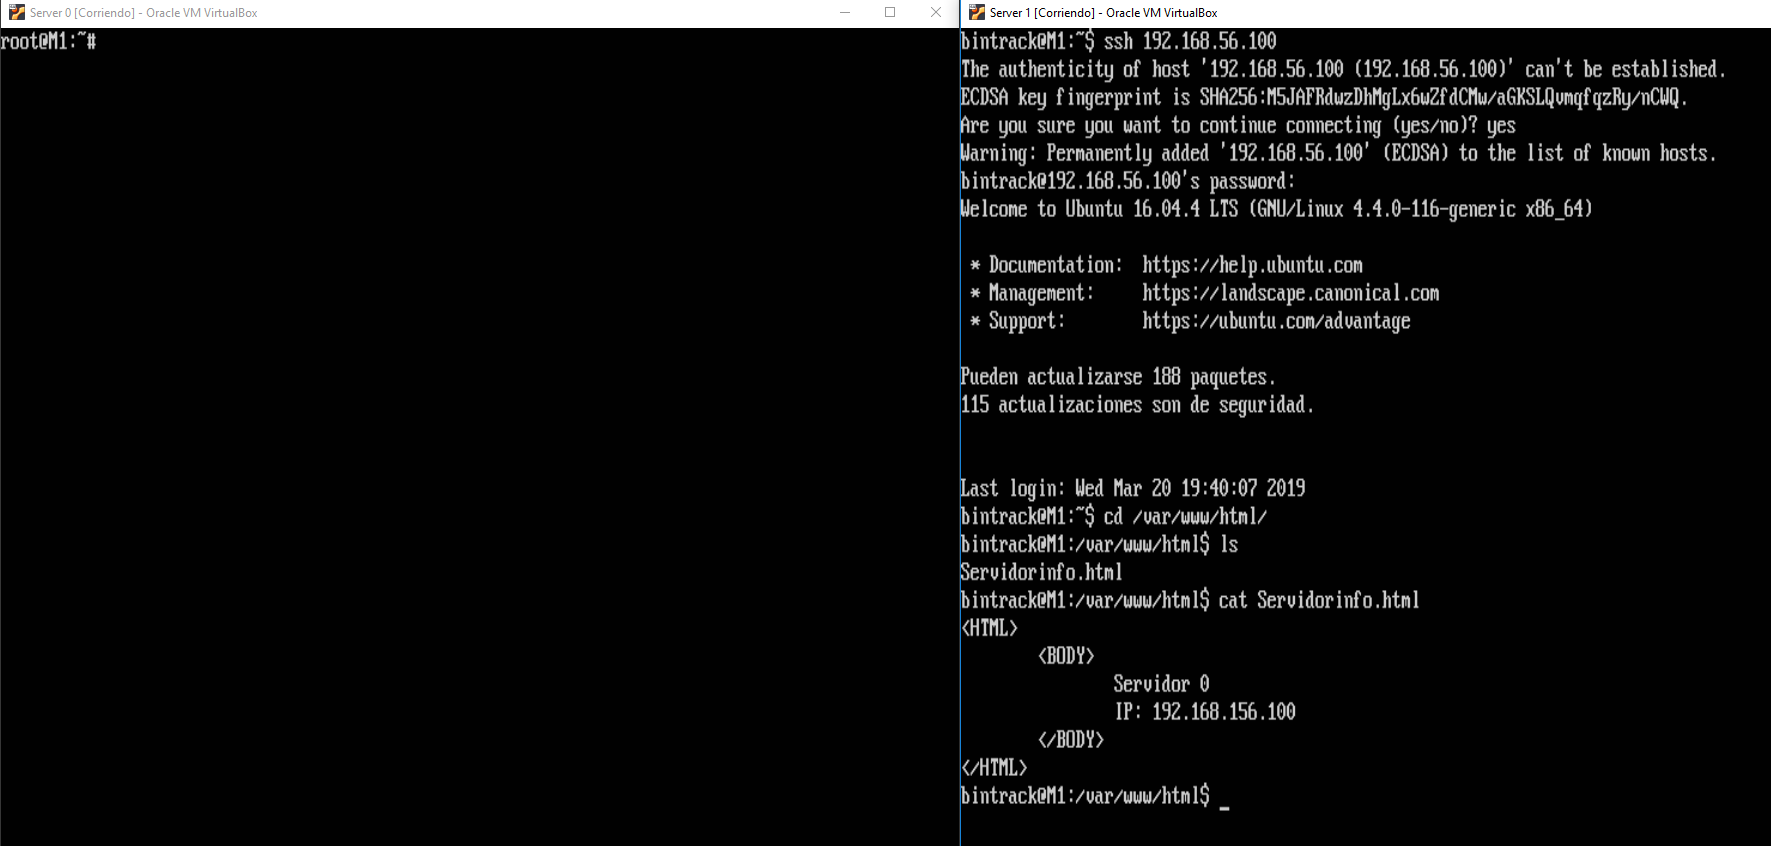 Server 0 [Corriendo] - Oracle VM VirtualBox
root@M1:~#
Server 1 [Corriendo] - Oracle VM VirtualBox
bintrack@M1:~$ ssh 192.168.56.100
The authenticity of host '192.168.56.100 (192.168.56.100)' can't be established.
ECDSA key fingerprint is SHA256:M5JAFRdwzDhMgLx6wZfdCMw/aGKSLQvmqfqzRy/nCWQ.
Are you sure you want to continue connecting (yes/no)? yes
Warning: Permanently added '192.168.56.100' (ECDSA) to the list of known hosts.
bintrack@192.168.56.100's password:
Welcome to Ubuntu 16.04.4 LTS (GNU/Linux 4.4.0-116-generic x86_64)
* Documentation:  https://help.ubuntu.com
* Management:     https://landscape.canonical.com
* Support:        https://ubuntu.com/advantage
Pueden actualizarse 188 paquetes.
115 actualizaciones son de seguridad.
Last login: Wed Mar 20 19:40:07 2019
bintrack@M1:~$ cd /var/www/html/
bintrack@M1:/var/www/html$ ls
Servidorinfo.html
bintrack@M1:/var/www/html$ cat Servidorinfo.html
<HTML>
<BODY>
Servidor 0
IP: 192.168.156.100
</BODY>
</HTML>
bintrack@M1:/var/www/html$ _